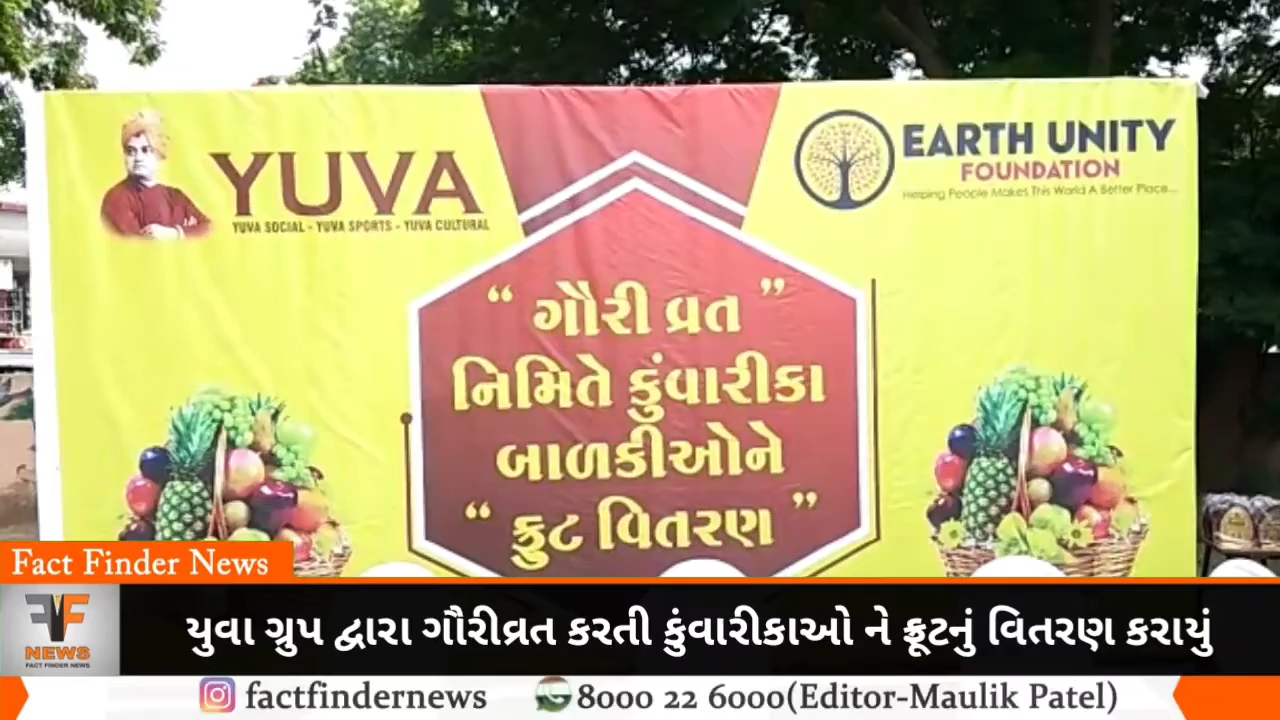 YUVA
YUVA SOCIAL - YUVA SPORTS - YUVA CULTURAL
EARTH UNITY
FOUNDATION
Helping People Makes This World A Better Place...
“ ગૌરી વ્રત ”
નિમિતે કુંવારીકા
બાળકીઓને
“ ફ્રુટ વિતરણ ”
Fact Finder News
FF
NEWS
FACT FINDER NEWS
યુવા ગ્રુપ દ્વારા ગૌરીવ્રત કરતી કુંવારીકાઓ ને ફ્રૂટનું વિતરણ કરાયું
factfindernews
8000 22 6000(Editor-Maulik Patel)